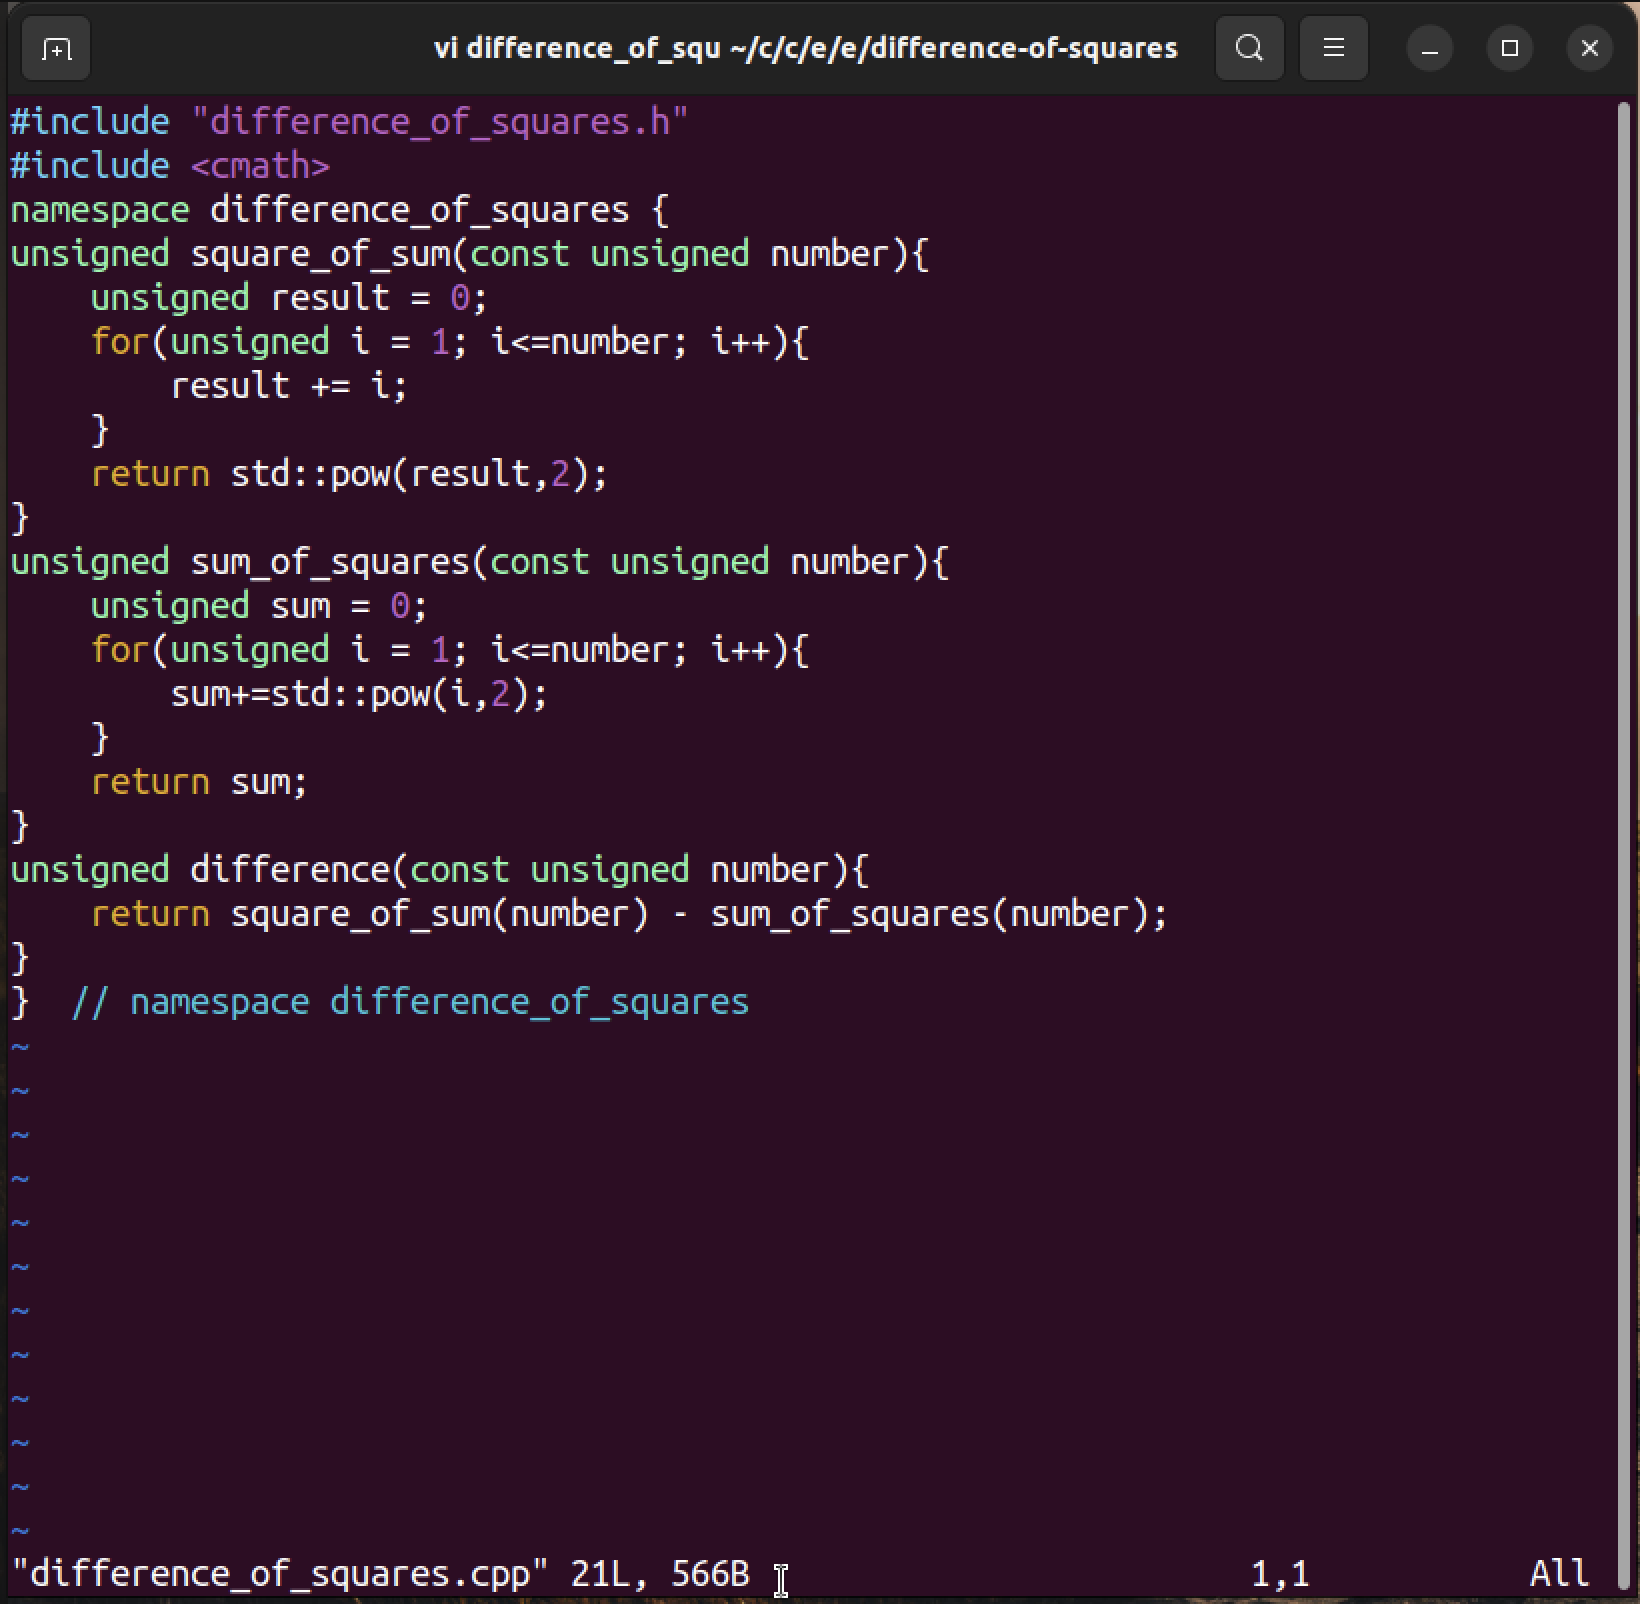 vi difference_of_squ ~/c/c/e/e/difference-of-squares
#include "difference_of_squares.h"
#include <cmath>
namespace difference_of_squares {
unsigned square_of_sum(const unsigned number){
    unsigned result = 0;
    for(unsigned i = 1; i<=number; i++){
        result += i;
    }
    return std::pow(result,2);
}
unsigned sum_of_squares(const unsigned number){
    unsigned sum = 0;
    for(unsigned i = 1; i<=number; i++){
        sum+=std::pow(i,2);
    }
    return sum;
}
unsigned difference(const unsigned number){
    return square_of_sum(number) - sum_of_squares(number);
}
}  // namespace difference_of_squares
~
~
~
~
~
~
~
~
~
~
~
~
"difference_of_squares.cpp" 21L, 566B 1,1 All